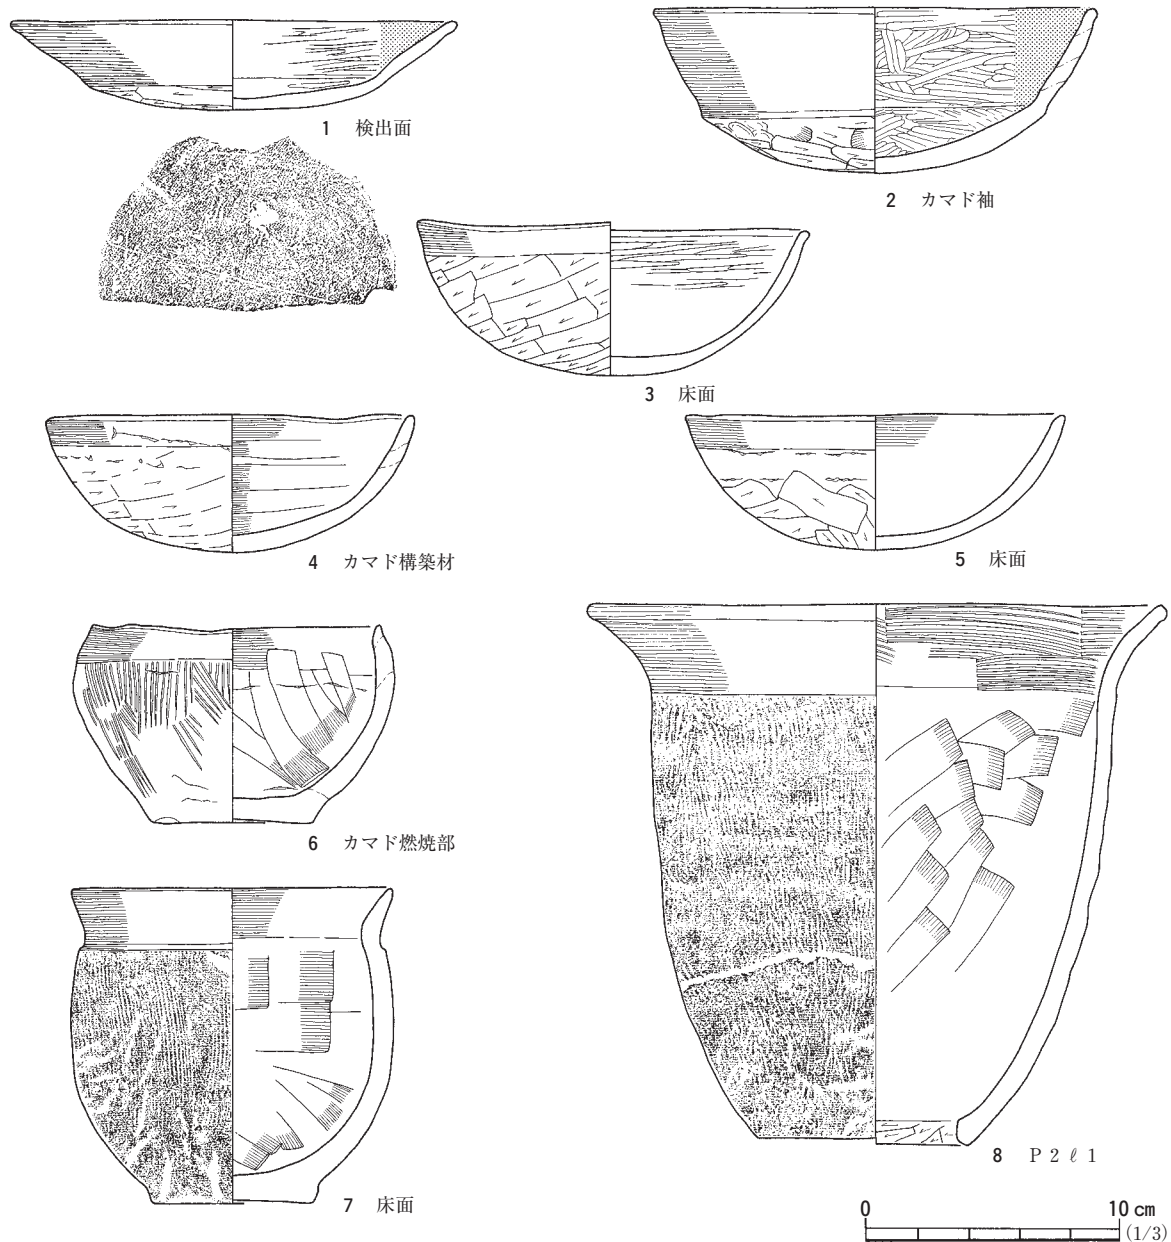 1 検出面
2 カマド袖
3 床面
4 カマド構築材
5 床面
6 カマド燃焼部
7 床面
8 P2ℓ1
0 10 cm
(1/3)